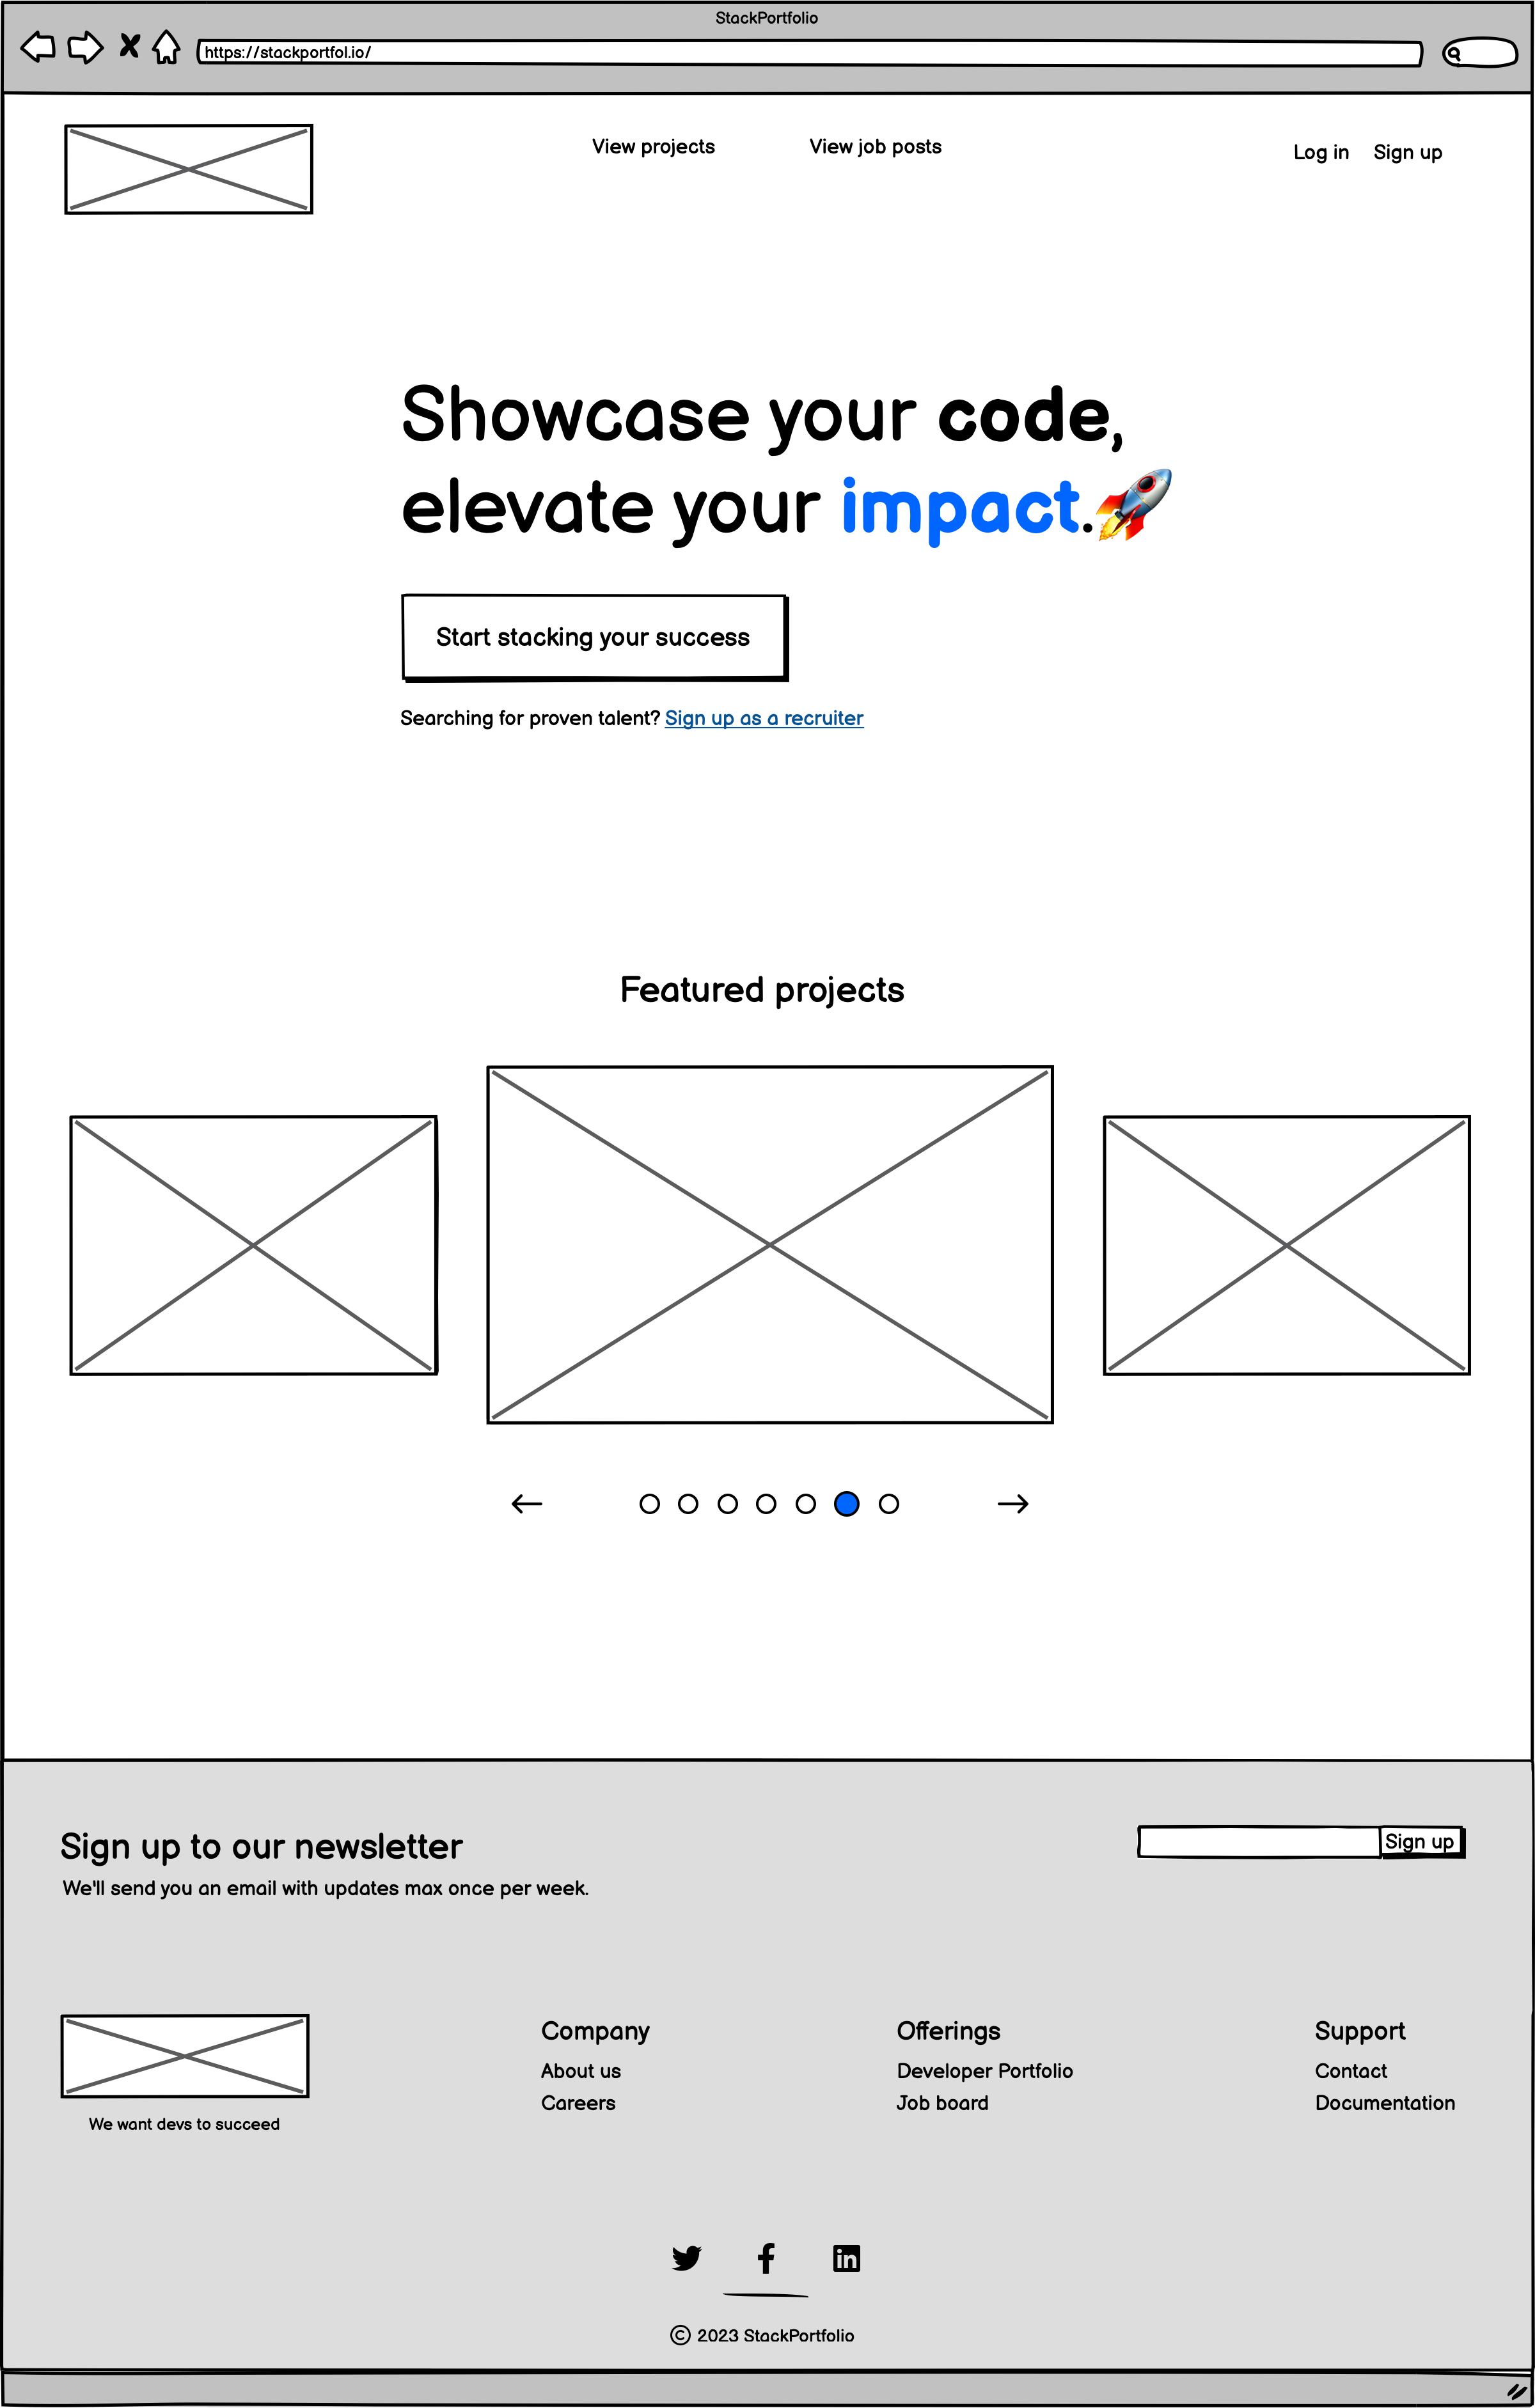 StackPortfolio
https://stackportfol.io/
View projects
View job posts
Log in
Sign up
Showcase your code,
elevate your impact.🚀
Start stacking your success
Searching for proven talent? Sign up as a recruiter
Featured projects
Sign up to our newsletter
Sign up
We'll send you an email with updates max once per week.
Company
Offerings
Support
About us
Developer Portfolio
Contact
Careers
Job board
Documentation
We want devs to succeed
© 2023 StackPortfolio